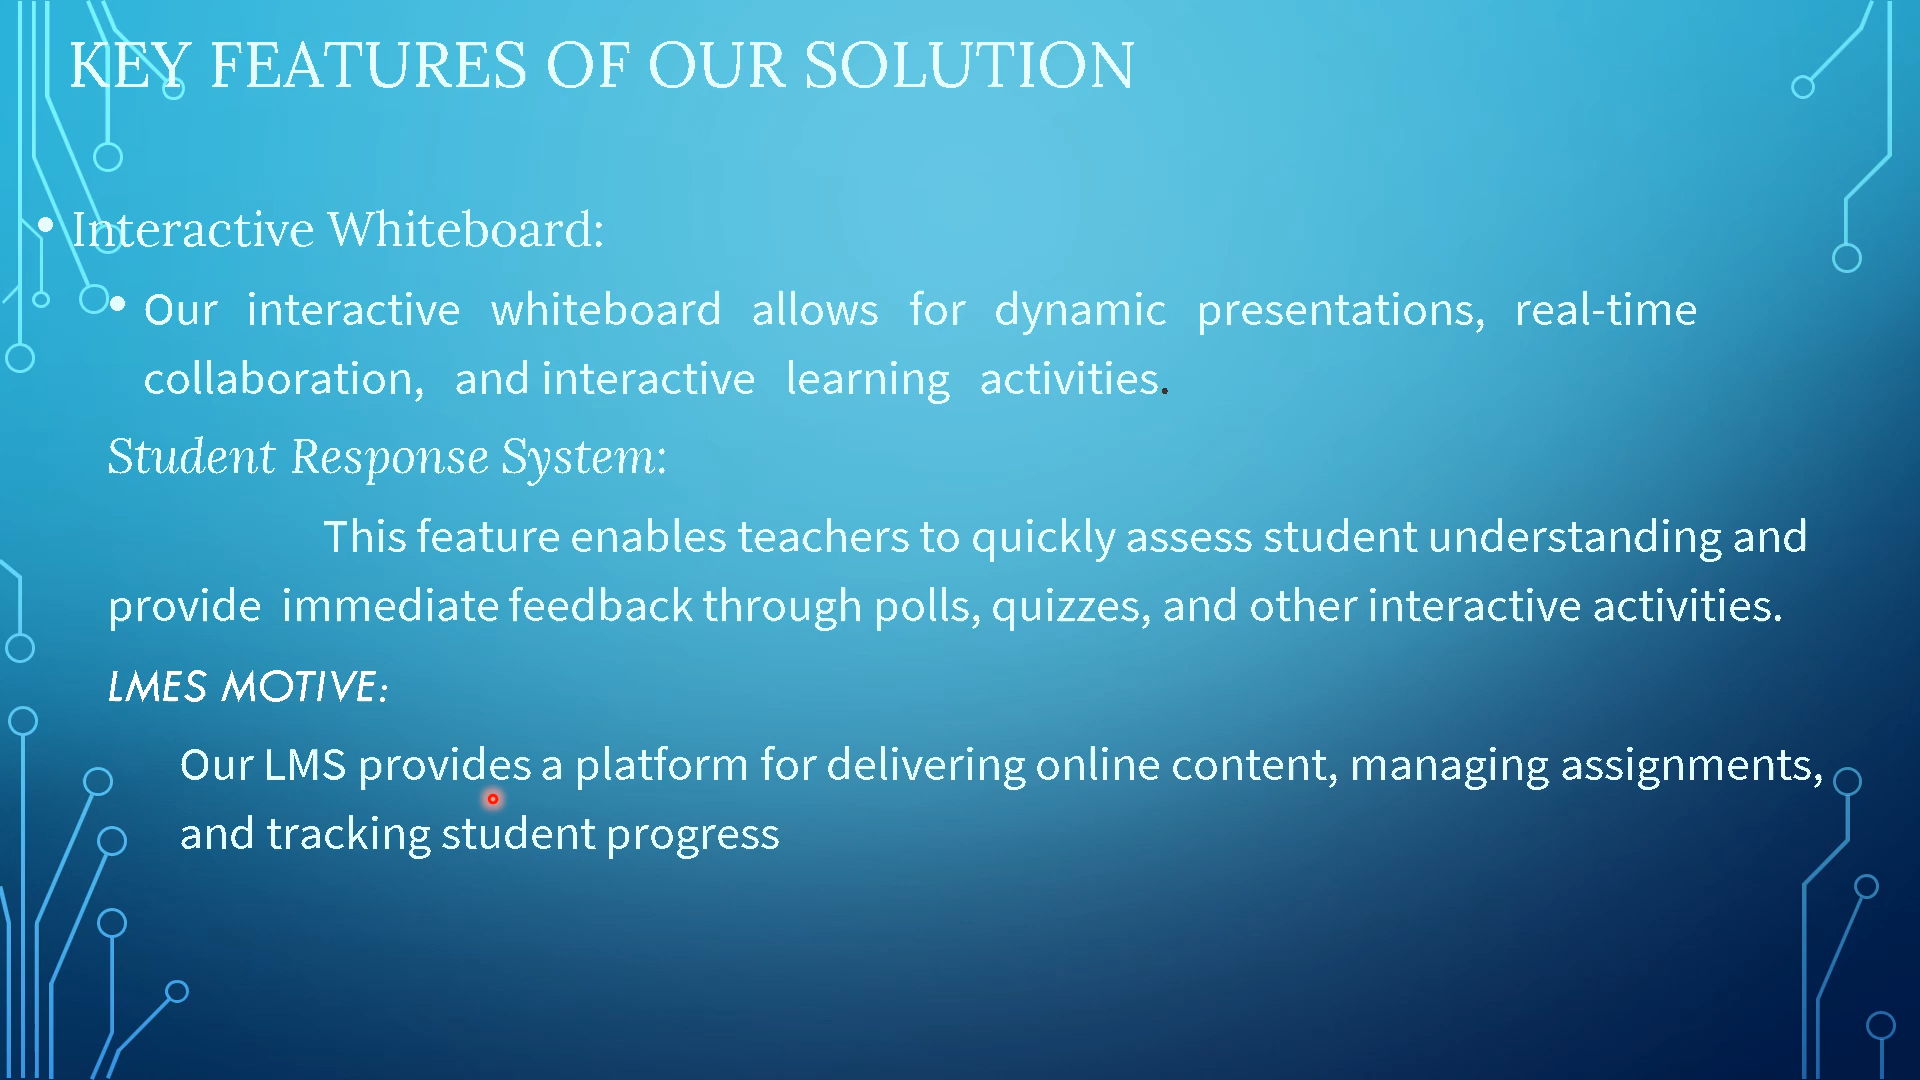 KEY FEATURES OF OUR SOLUTION
• Interactive Whiteboard:
• Our interactive whiteboard allows for dynamic presentations, real-time
collaboration, and interactive learning activities.
Student Response System:
This feature enables teachers to quickly assess student understanding and
provide immediate feedback through polls, quizzes, and other interactive activities.
LMES MOTIVE:
Our LMS provides a platform for delivering online content, managing assignments,
and tracking student progress